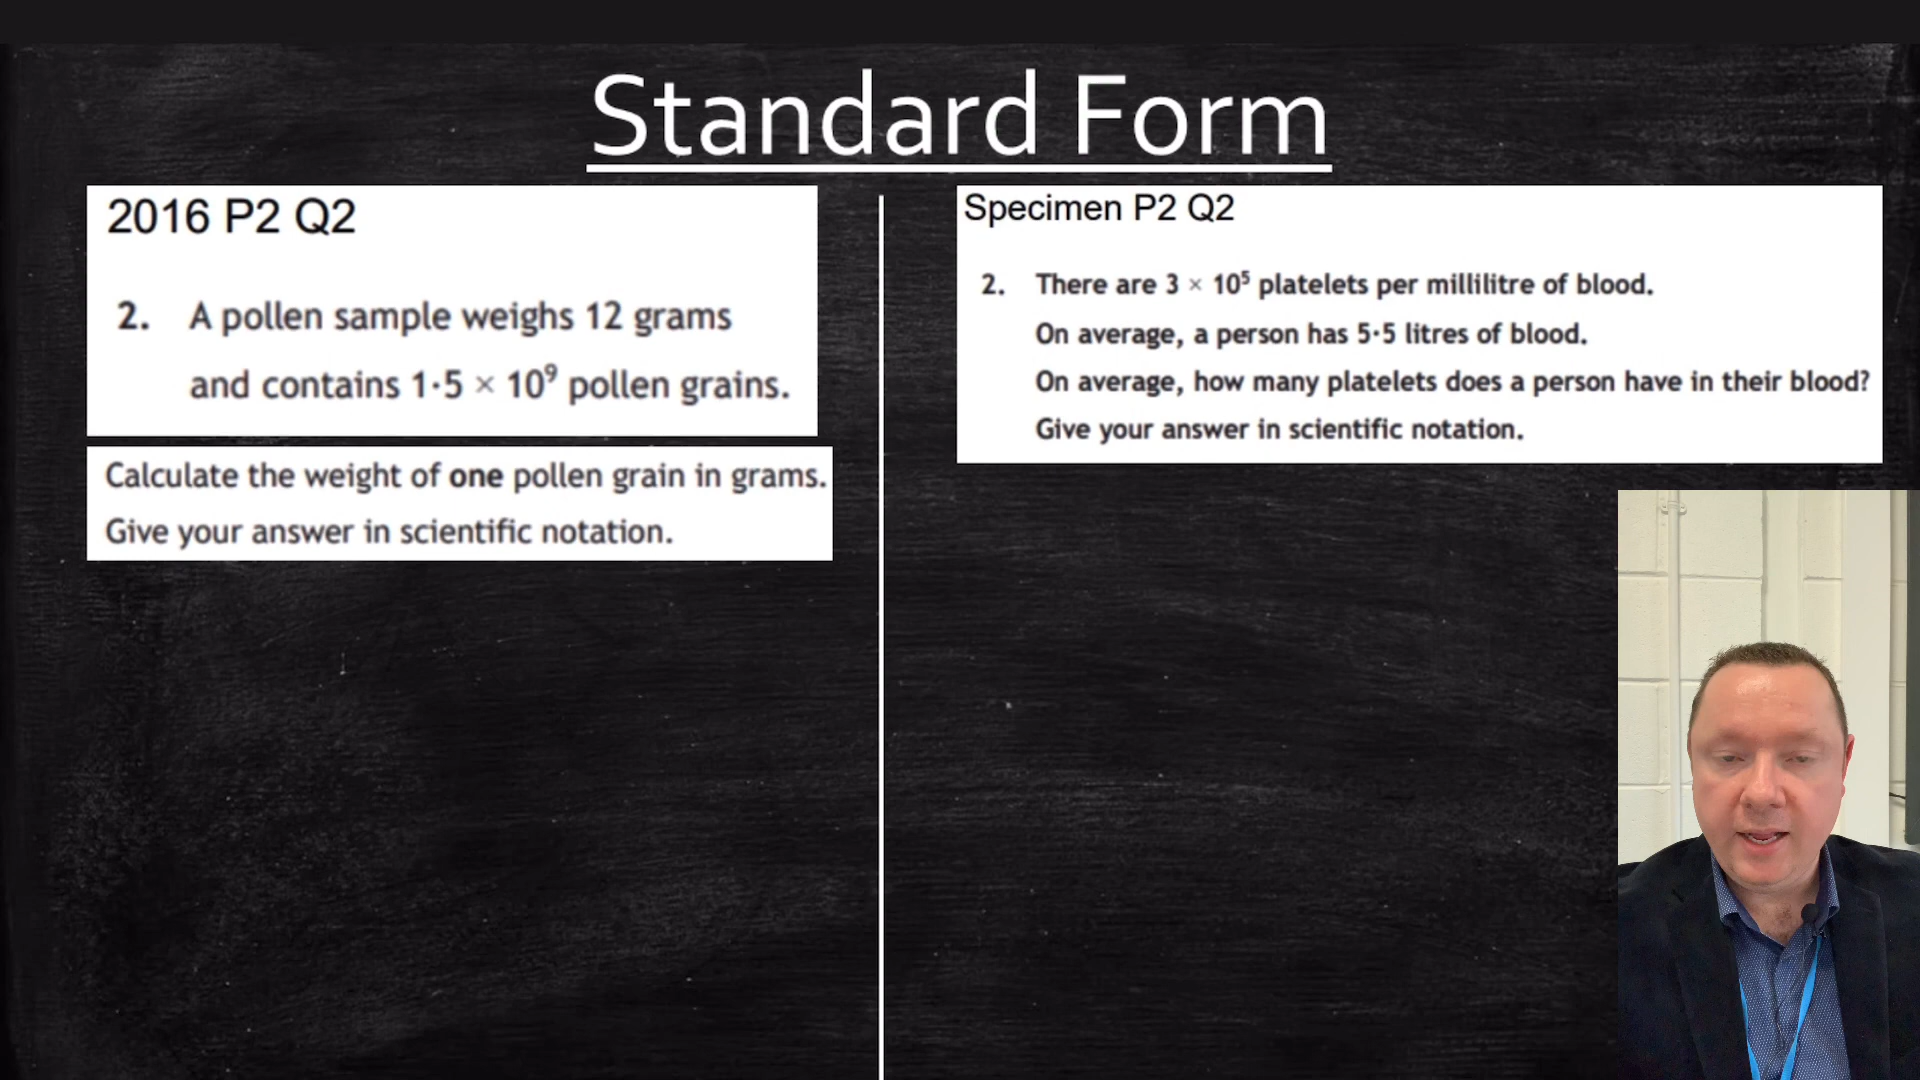 Standard Form
2016 P2 Q2
2. A pollen sample weighs 12 grams
and contains 1·5 × 10⁹ pollen grains.
Calculate the weight of one pollen grain in grams.
Give your answer in scientific notation.
Specimen P2 Q2
2. There are 3 × 10⁵ platelets per millilitre of blood.
On average, a person has 5·5 litres of blood.
On average, how many platelets does a person have in their blood?
Give your answer in scientific notation.